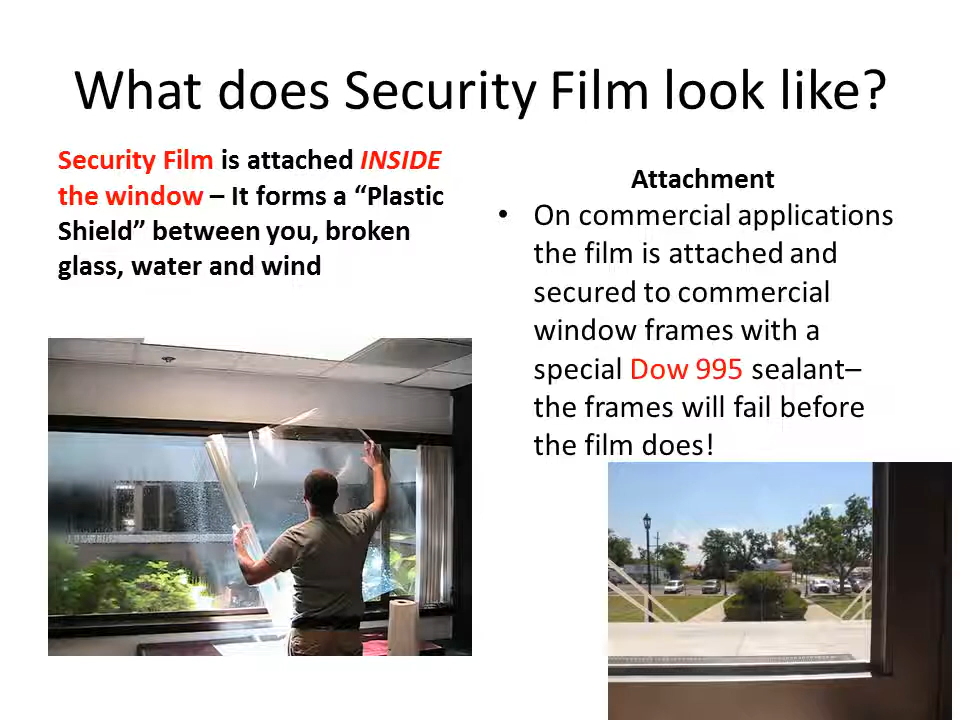 What does Security Film look like?
Security Film is attached INSIDE
the window – It forms a “Plastic
Shield” between you, broken
glass, water and wind
Attachment
• On commercial applications
the film is attached and
secured to commercial
window frames with a
special Dow 995 sealant–
the frames will fail before
the film does!